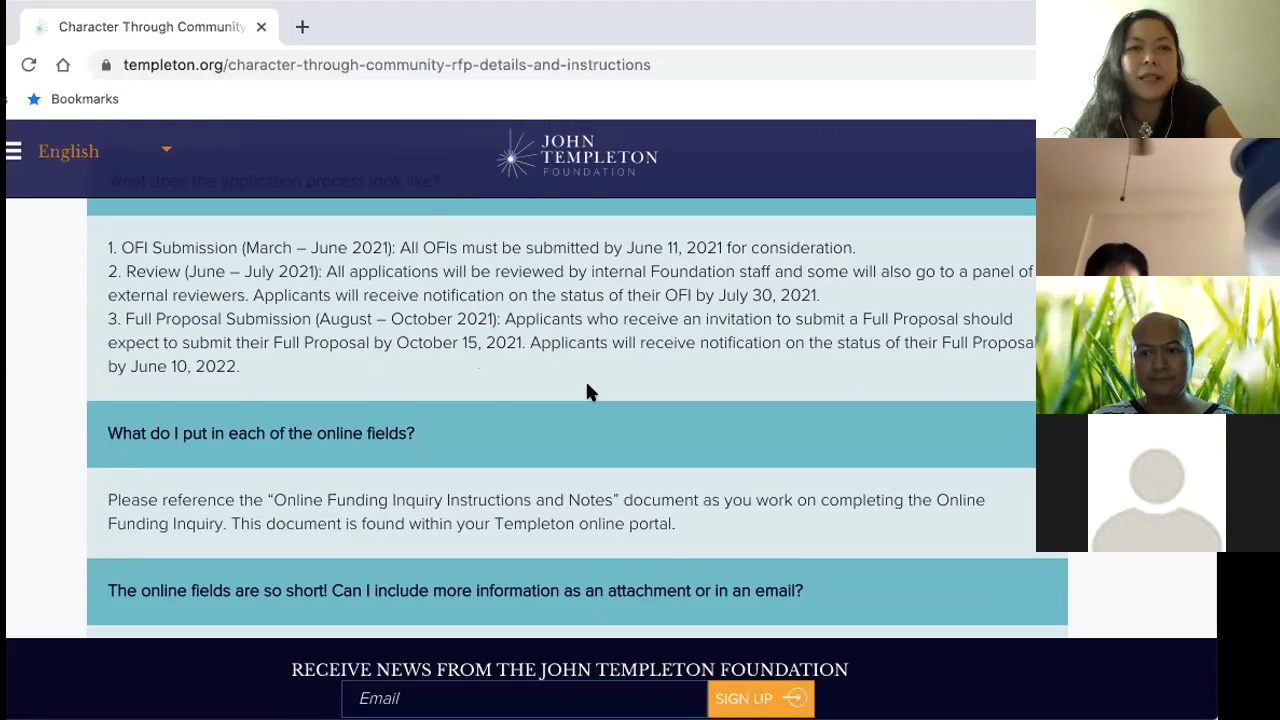 Character Through Community
templeton.org/character-through-community-rfp-details-and-instructions
Bookmarks
English
JOHN
TEMPLETON
FOUNDATION
What does the application process look like?
1. OFI Submission (March – June 2021): All OFIs must be submitted by June 11, 2021 for consideration.
2. Review (June – July 2021): All applications will be reviewed by internal Foundation staff and some will also go to a panel of
external reviewers. Applicants will receive notification on the status of their OFI by July 30, 2021.
3. Full Proposal Submission (August – October 2021): Applicants who receive an invitation to submit a Full Proposal should
expect to submit their Full Proposal by October 15, 2021. Applicants will receive notification on the status of their Full Proposa
by June 10, 2022.
What do I put in each of the online fields?
Please reference the “Online Funding Inquiry Instructions and Notes” document as you work on completing the Online
Funding Inquiry. This document is found within your Templeton online portal.
The online fields are so short! Can I include more information as an attachment or in an email?
RECEIVE NEWS FROM THE JOHN TEMPLETON FOUNDATION
Email
SIGN UP